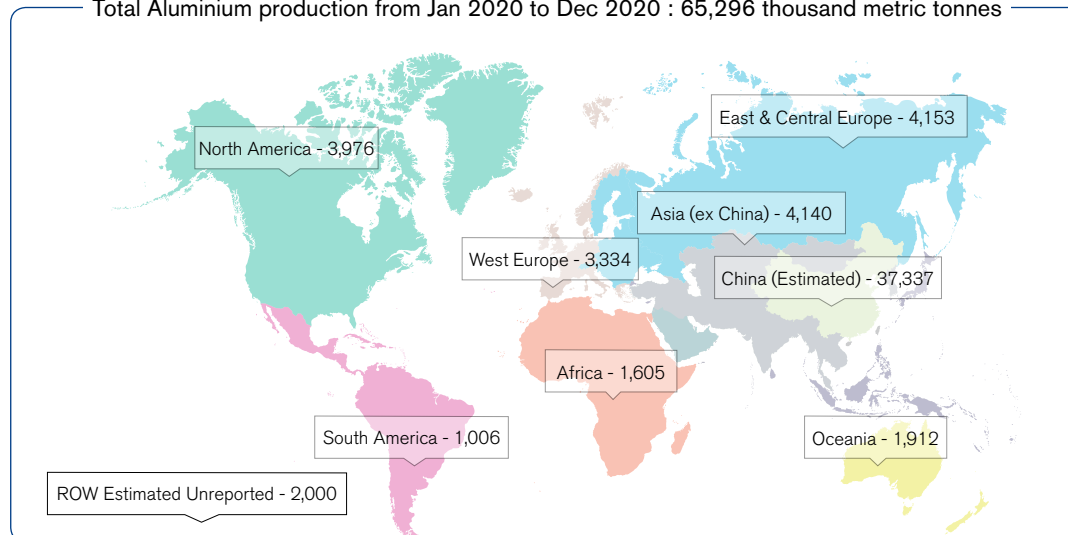 Total Aluminium production from Jan 2020 to Dec 2020 : 65,296 thousand metric tonnes
East & Central Europe - 4,153
North America - 3,976
Asia (ex China) - 4,140
West Europe - 3,334
China (Estimated) - 37,337
Africa - 1,605
South America - 1,006
Oceania - 1,912
ROW Estimated Unreported - 2,000